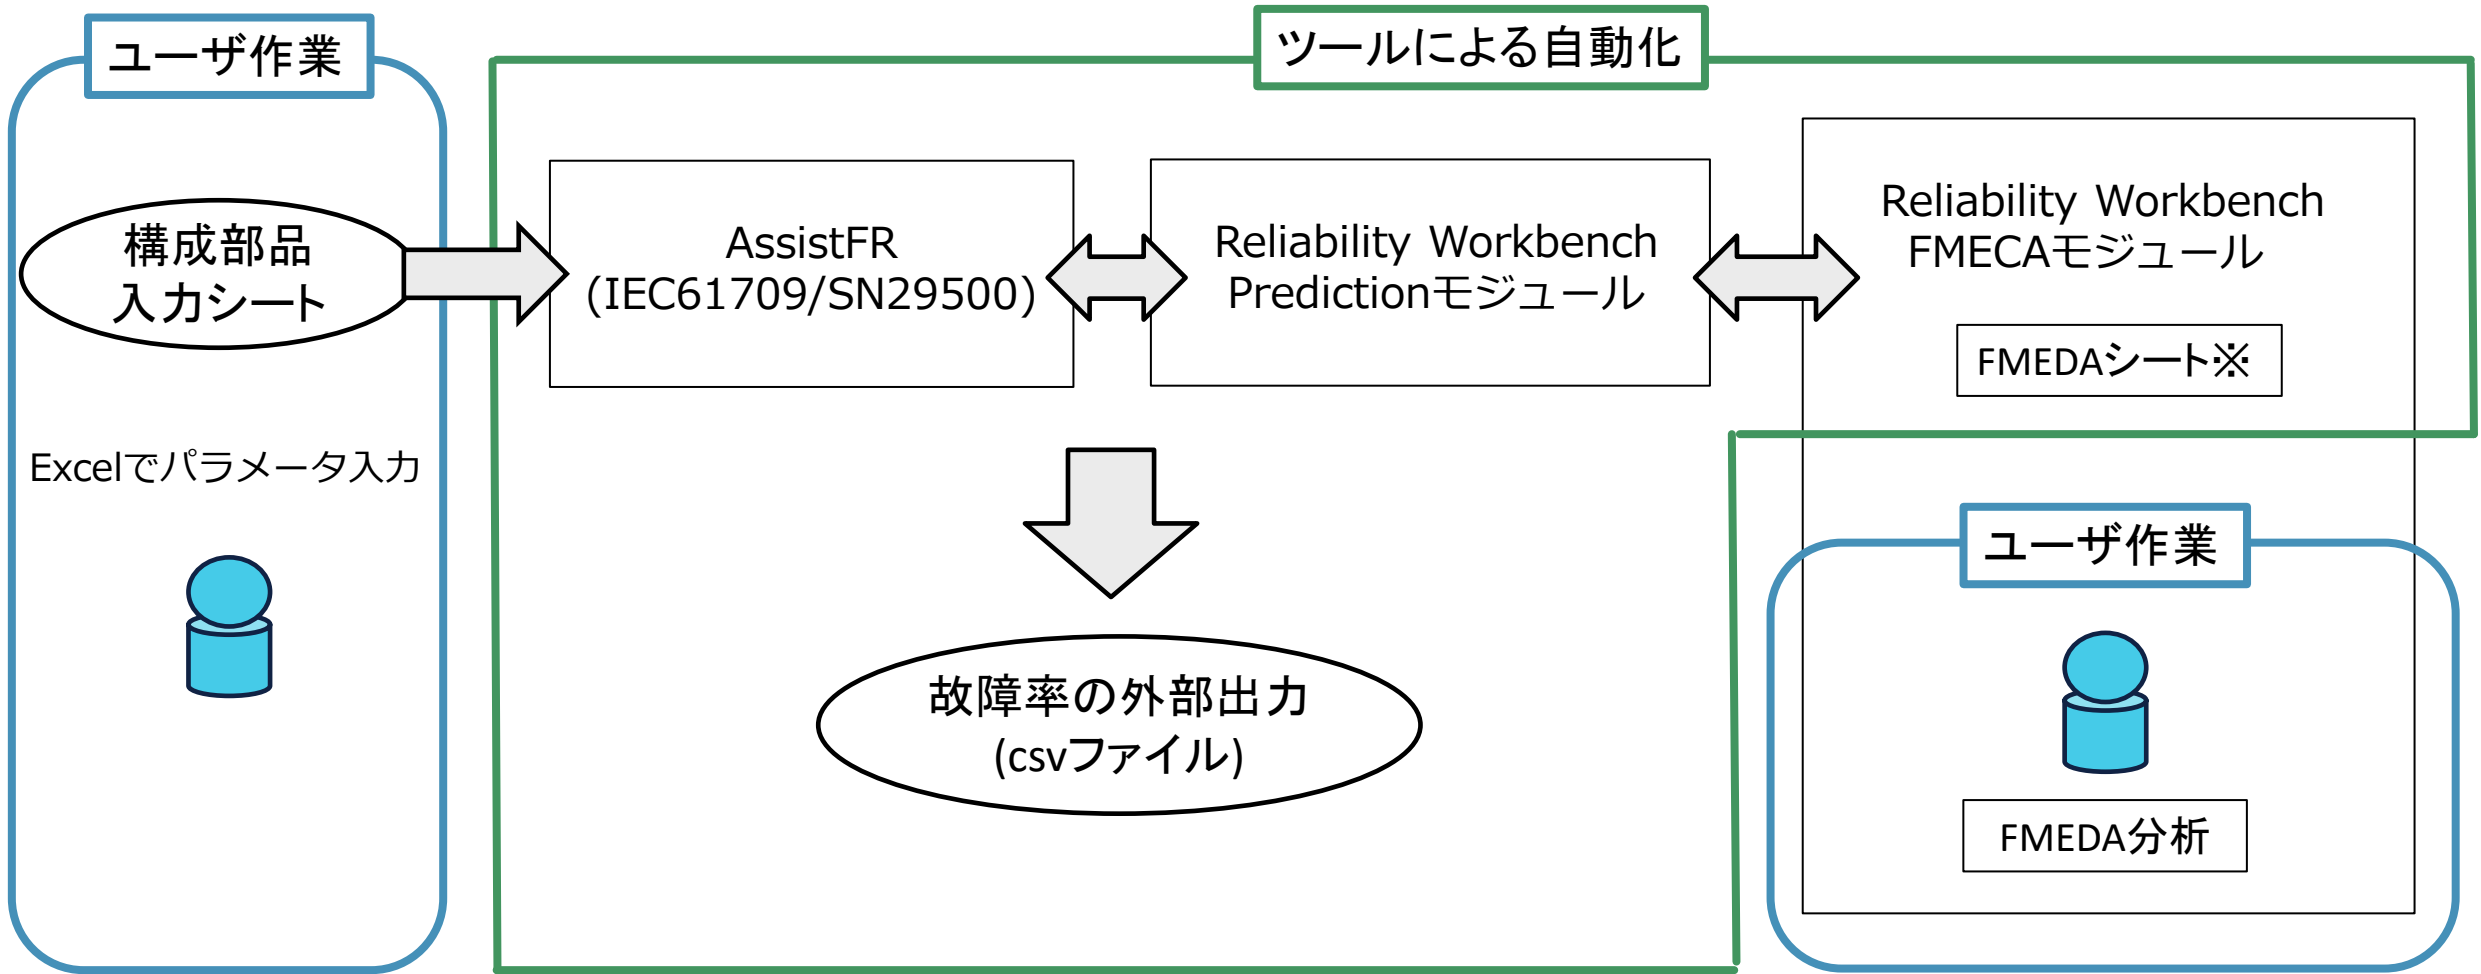 ユーザ作業
ツールによる自動化
構成部品
入力シート
Excelでパラメータ入力
AssistFR
(IEC61709/SN29500)
Reliability Workbench
Predictionモジュール
Reliability Workbench
FMECAモジュール
FMEDAシート※
故障率の外部出力
(csvファイル)
ユーザ作業
FMEDA分析